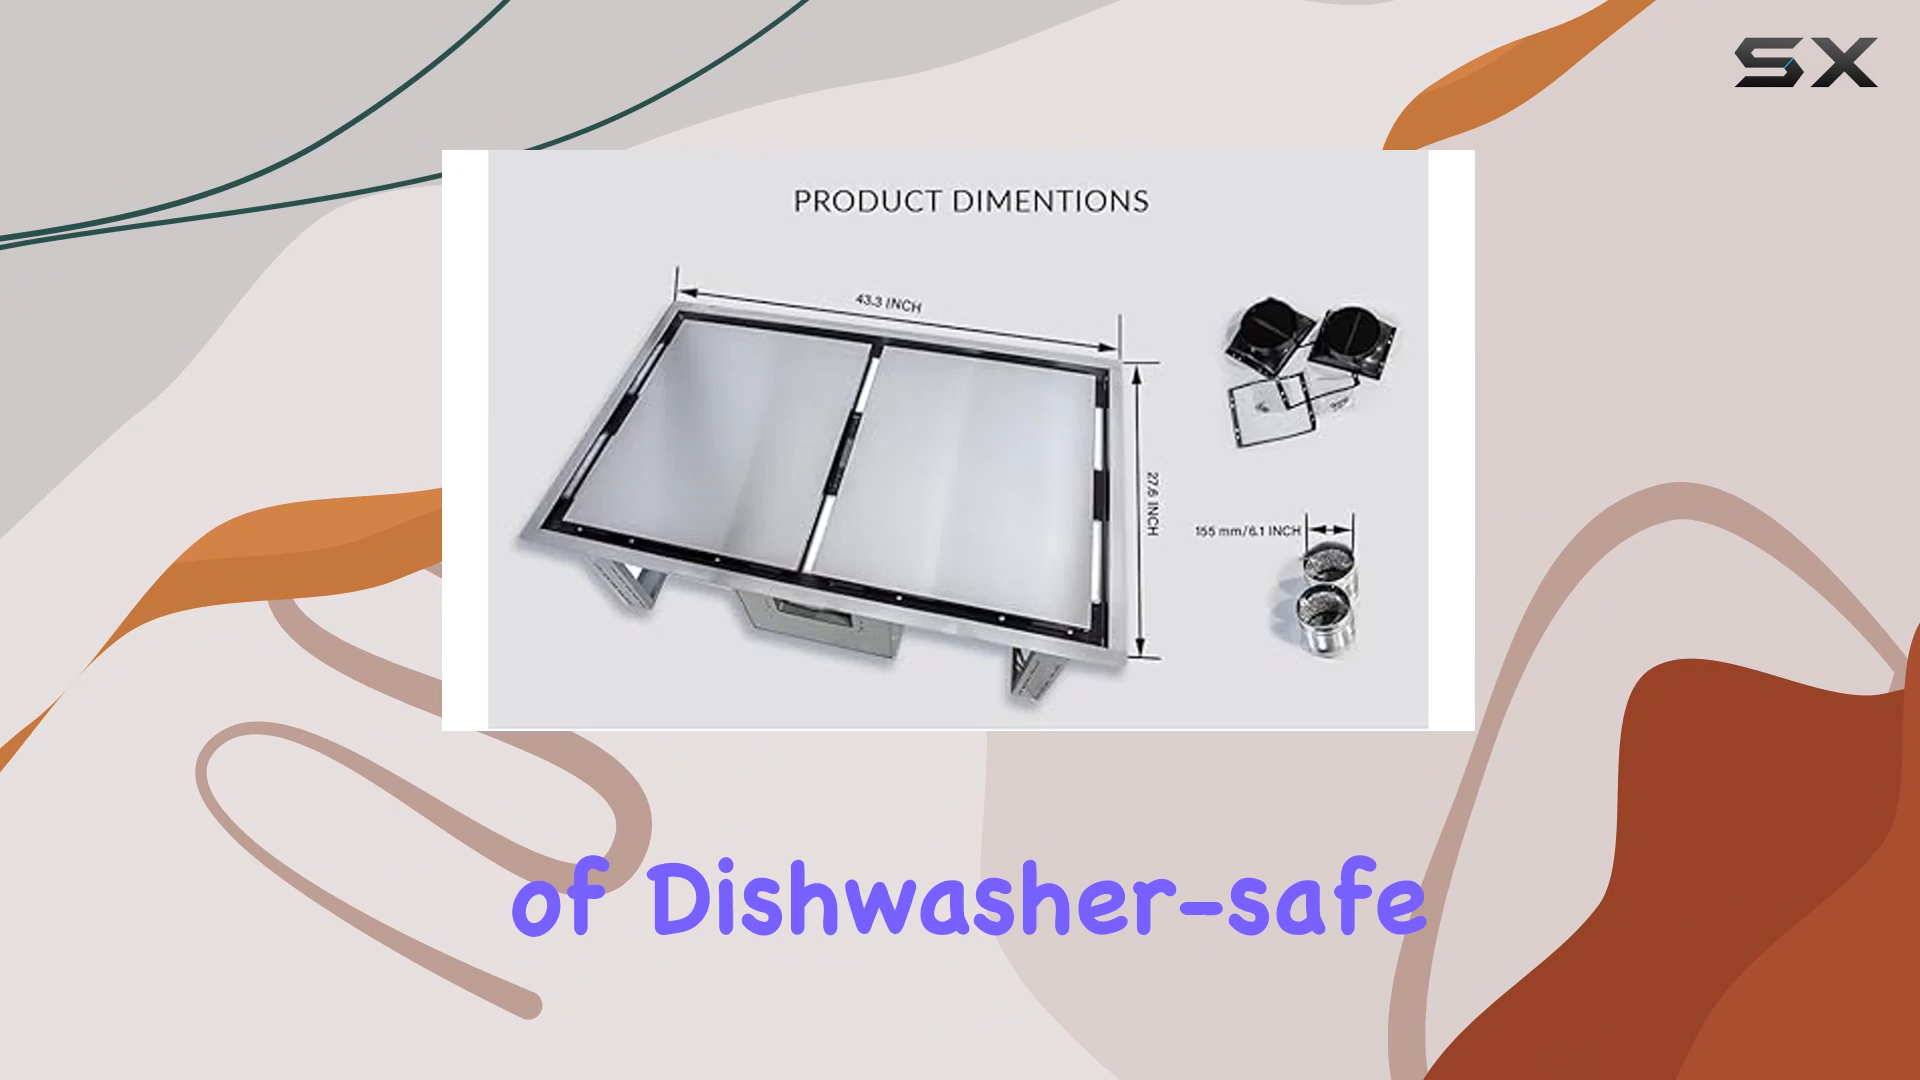 SX
PRODUCT DIMENTIONS
43.3 INCH
27.6 INCH
155 mm/6.1 INCH
of Dishwasher-safe